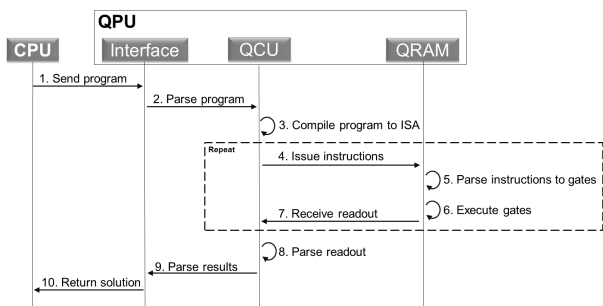 QPU
CPU
Interface
QCU
QRAM
1. Send program
2. Parse program
3. Compile program to ISA
Repeat
4. Issue instructions
5. Parse instructions to gates
6. Execute gates
7. Receive readout
8. Parse readout
9. Parse results
10. Return solution